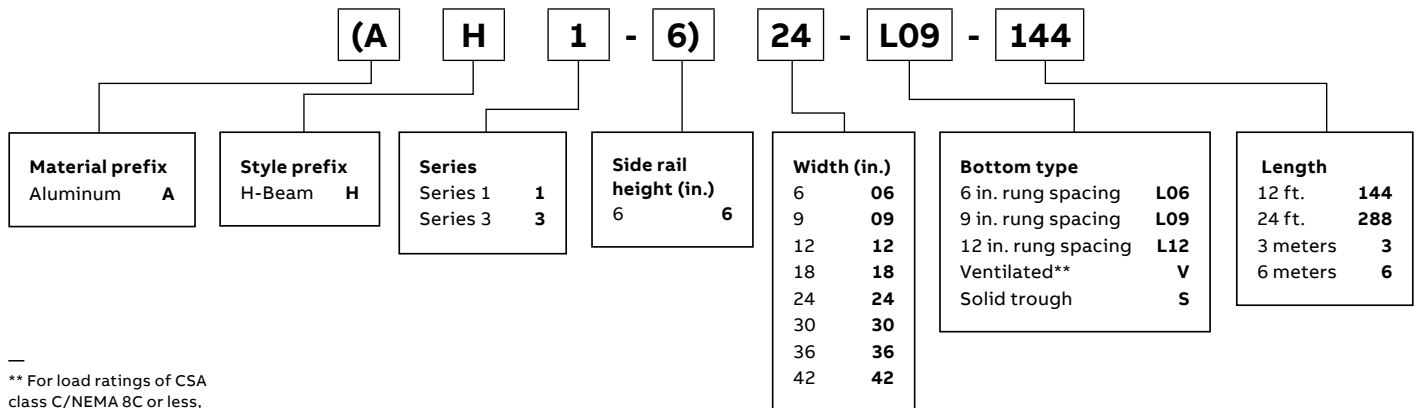 (A H 1 - 6) 24 - L09 - 144
Material prefix
Aluminum A
Style prefix
H-Beam H
Series
Series 1 1
Series 3 3
Side rail
height (in.)
6 6
Width (in.)
6 06
9 09
12 12
18 18
24 24
30 30
36 36
42 42
Bottom type
6 in. rung spacing L06
9 in. rung spacing L09
12 in. rung spacing L12
Ventilated** V
Solid trough S
Length
12 ft. 144
24 ft. 288
3 meters 3
6 meters 6
—
** For load ratings of CSA
class C/NEMA 8C or less,